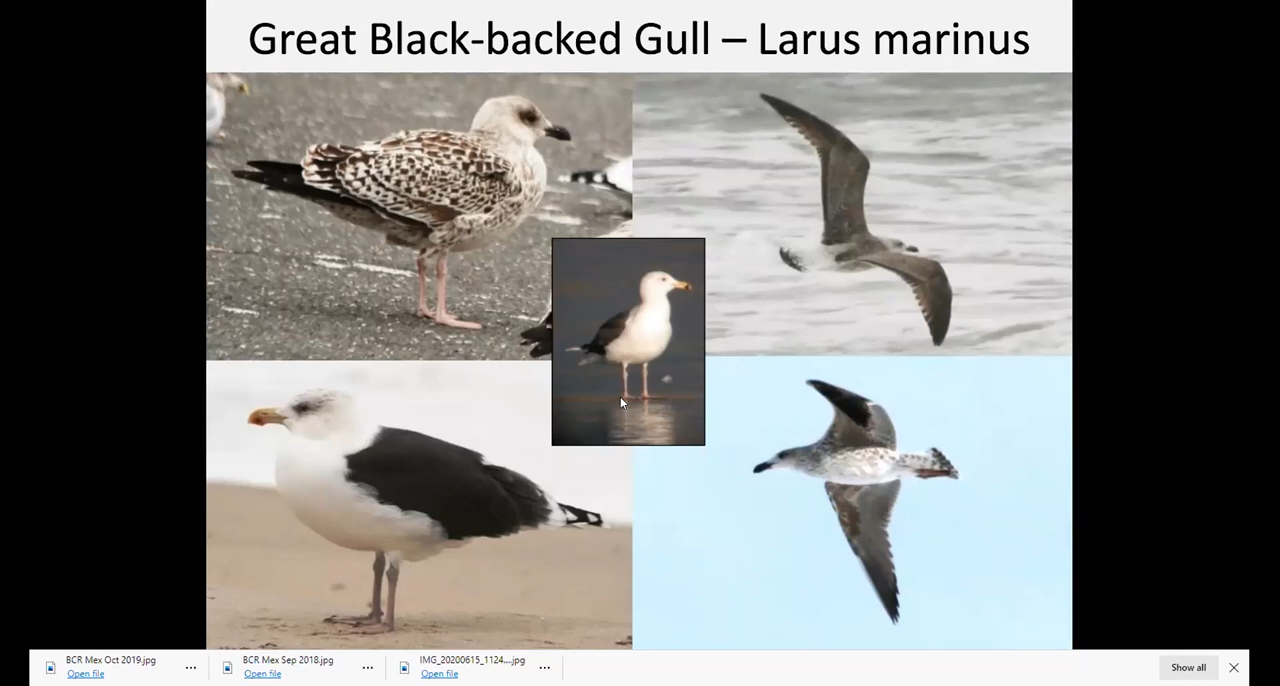 Great Black-backed Gull – Larus marinus
BCR Mex Oct 2019.jpg
Open file
BCR Mex Sep 2018.jpg
Open file
IMG_20200615_1124....jpg
Open file
Show all